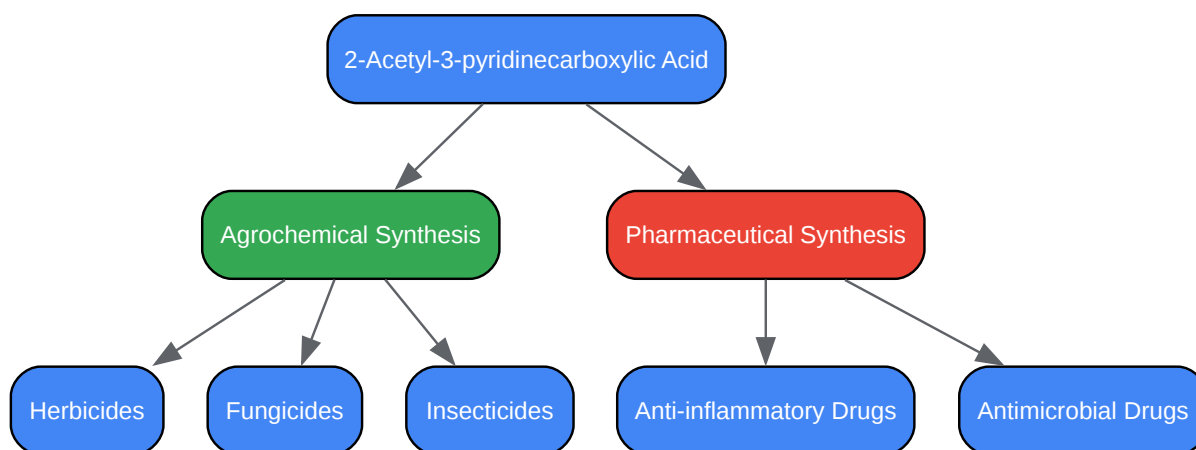 2-Acetyl-3-pyridinecarboxylic Acid
Agrochemical Synthesis
Pharmaceutical Synthesis
Herbicides
Fungicides
Insecticides
Anti-inflammatory Drugs
Antimicrobial Drugs